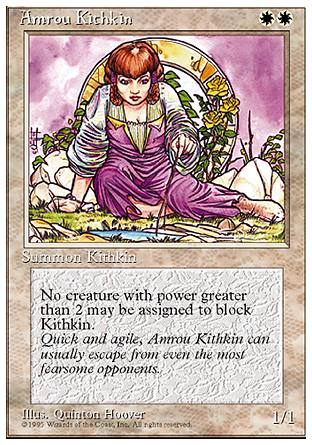 Amrou Kithkin
Summon Kithkin
No creature with power greater
than 2 may be assigned to block
Kithkin.
Quick and agile, Amrou Kithkin can
usually escape from even the most
fearsome opponents.
Illus. Quinton Hoover
1/1
©1995 Wizards of the Coast, Inc. All rights reserved.